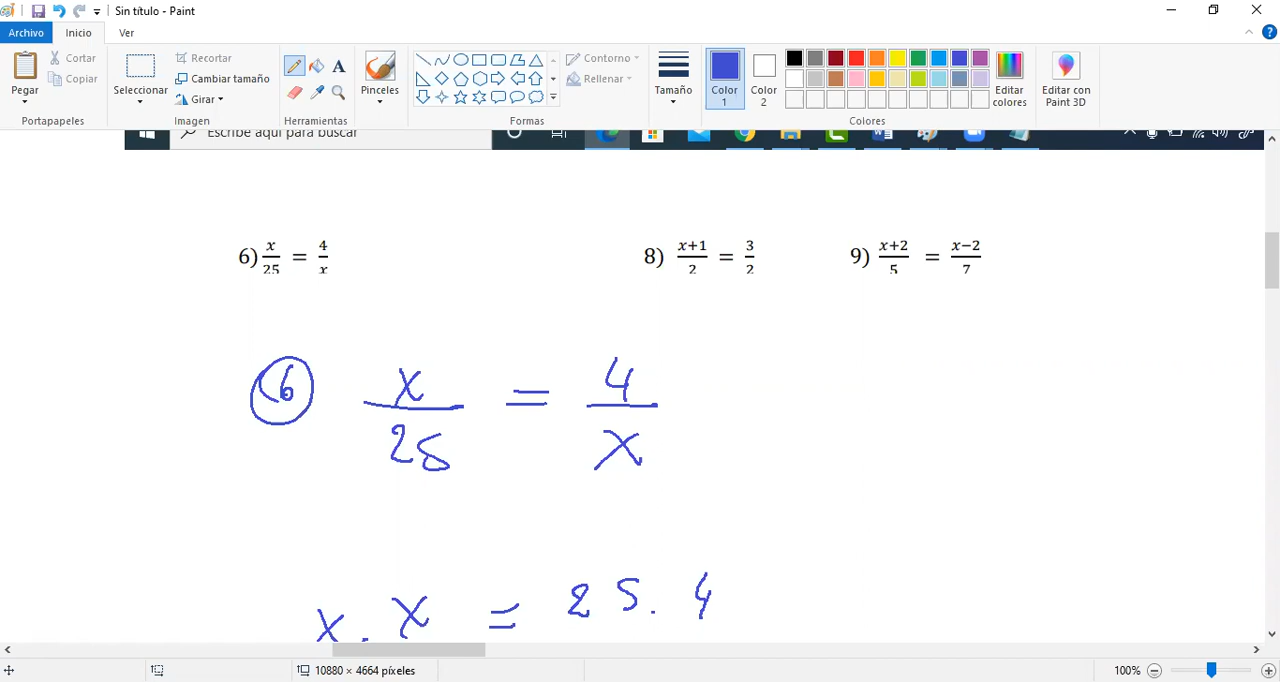 Sin título - Paint
Archivo Inicio Ver
Pegar
Cortar
Copiar
Portapapeles
Seleccionar
Recortar
Cambiar tamaño
Girar
Imagen
A
Herramientas
Pinceles
Contorno
Rellenar
Formas
Tamaño
Color 1
Color 2
Editar colores
Colores
Editar con Paint 3D
Escribe aquí para buscar
6) x/25 = 4/x
8) x+1/2 = 3/2
9) x+2/5 = x−2/7
6 x/25 = 4/x
x . x = 25 . 4
10880 × 4664 píxeles
100%